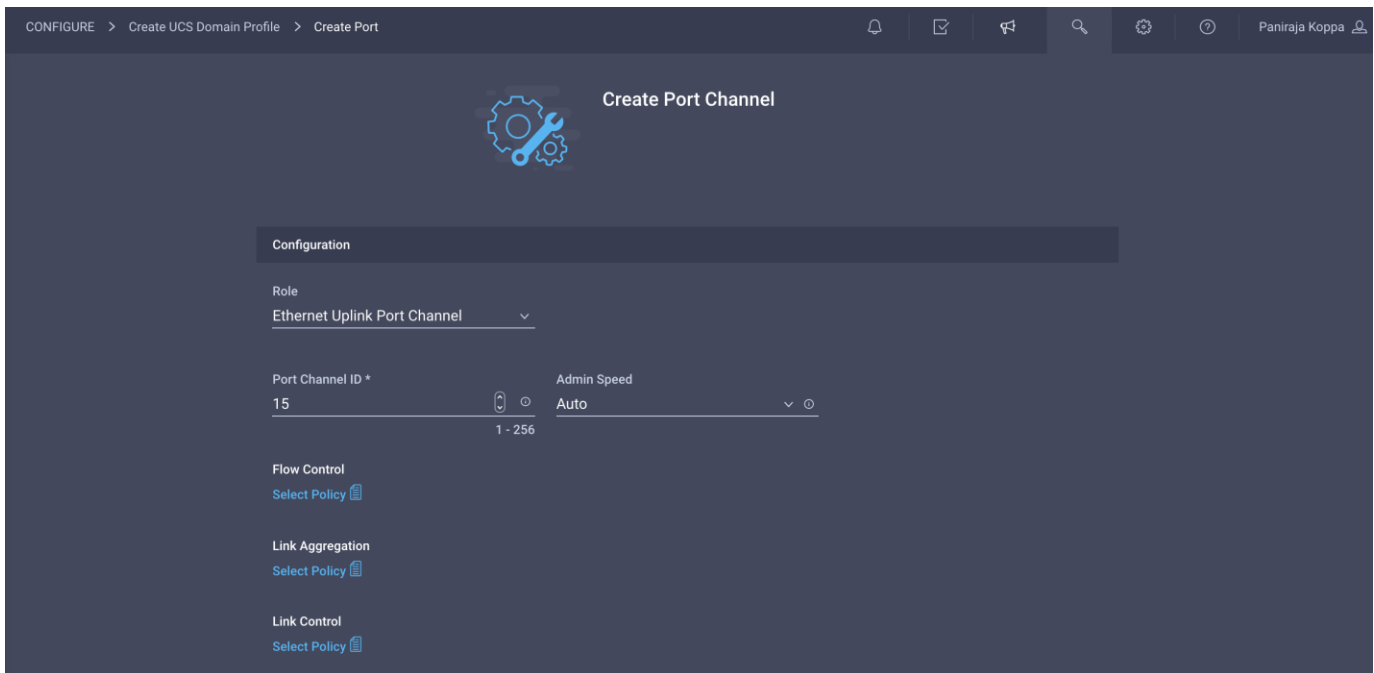 CONFIGURE > Create UCS Domain Profile > Create Port
Paniraja Koppa
Create Port Channel
Configuration
Role
Ethernet Uplink Port Channel
Port Channel ID *
Admin Speed
15
Auto
1 - 256
Flow Control
Select Policy
Link Aggregation
Select Policy
Link Control
Select Policy